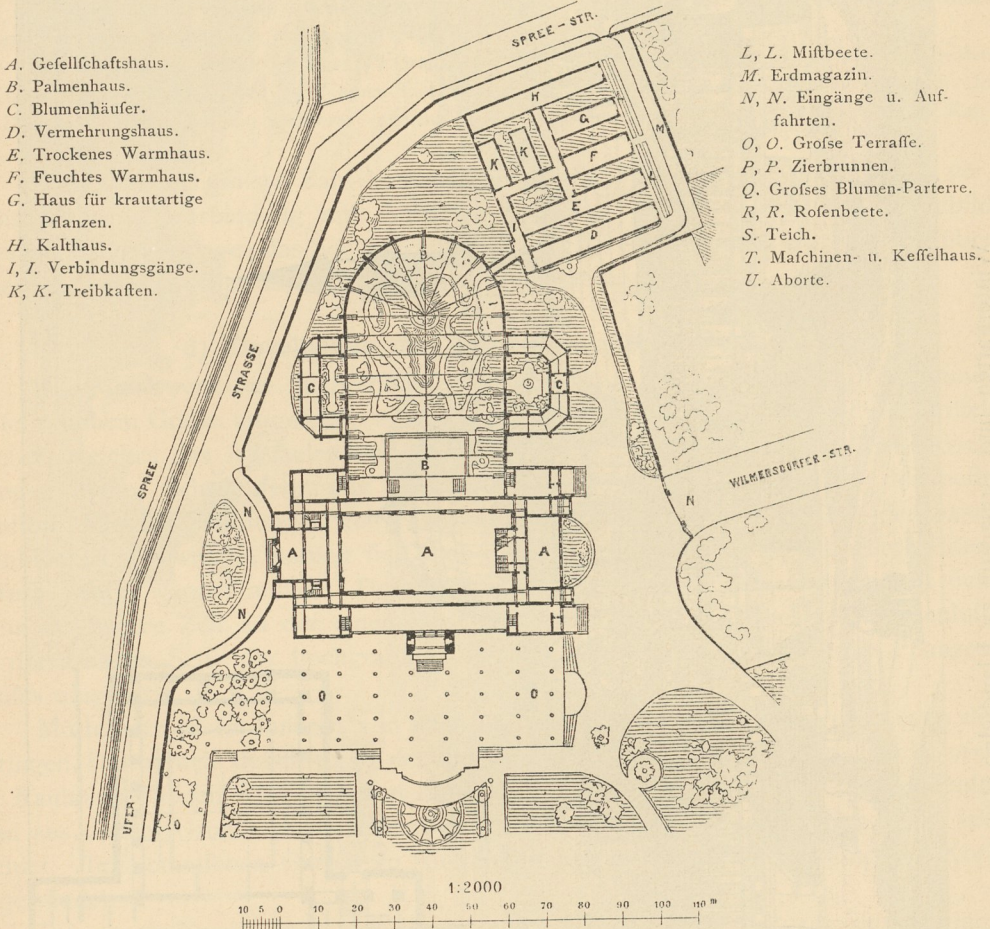 A. Geſellſchaftshaus.
B. Palmenhaus.
C. Blumenhäuſer.
D. Vermehrungshaus.
E. Trockenes Warmhaus.
F. Feuchtes Warmhaus.
G. Haus für krautartige
Pflanzen.
H. Kalthaus.
I, I. Verbindungsgänge.
K, K. Treibkaſten.
L, L. Miſtbeete.
M. Erdmagazin.
N, N. Eingänge u. Auf-
fahrten.
O, O. Groſse Terraſſe.
P, P. Zierbrunnen.
Q. Groſses Blumen-Parterre.
R, R. Roſenbeete.
S. Teich.
T. Maſchinen- u. Keſſelhaus.
U. Aborte.
SPREE-STR.
H
G
M
K
K
F
L
E
I
D
B
STRASSE
C
C
B
SPREE
WILMERSDORFER-STR.
N
N
A
A
A
N
O
O
UFER-
1:2000
10 5 0 10 20 30 40 50 60 70 80 90 100 110 m